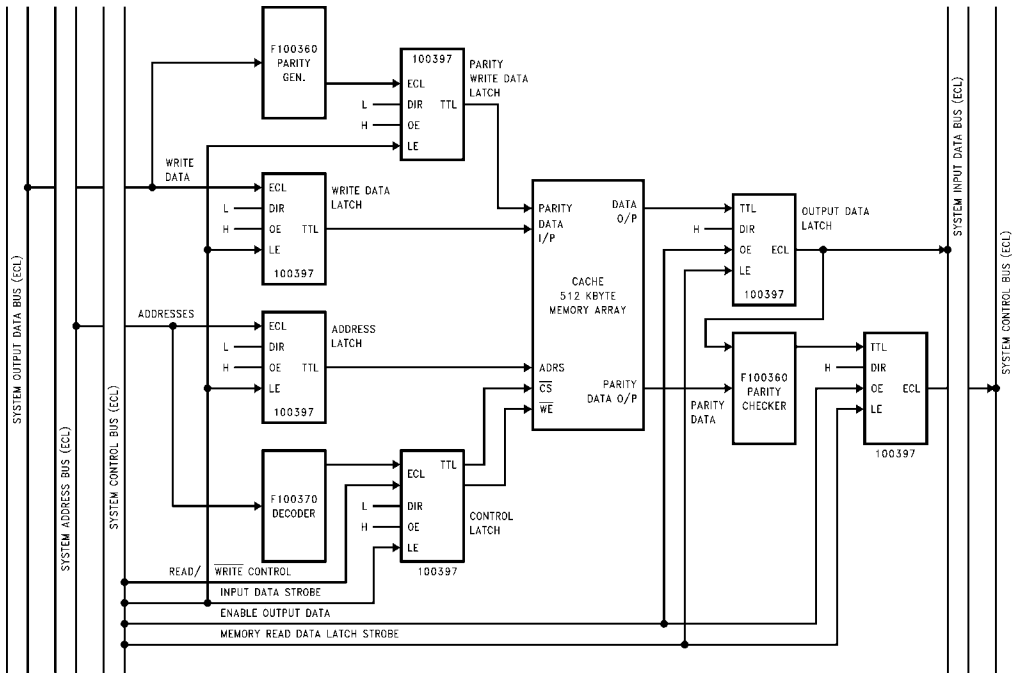 SYSTEM OUTPUT DATA BUS (ECL)
SYSTEM ADDRESS BUS (ECL)
SYSTEM CONTROL BUS (ECL)
F100360
PARITY
GEN.
100397
ECL
DIR
TTL
OE
LE
L
H
PARITY
WRITE DATA
LATCH
WRITE
DATA
ECL
DIR
OE
TTL
LE
100397
L
H
WRITE DATA
LATCH
ADDRESSES
ECL
DIR
OE
TTL
LE
100397
L
H
ADDRESS
LATCH
F100370
DECODER
TTL
ECL
DIR
OE
LE
100397
L
H
CONTROL
LATCH
READ/ WRITE CONTROL
INPUT DATA STROBE
ENABLE OUTPUT DATA
MEMORY READ DATA LATCH STROBE
PARITY
DATA
I/P
DATA
O/P
CACHE
512 KBYTE
MEMORY ARRAY
ADRS
CS
WE
PARITY
DATA O/P
TTL
DIR
OE
ECL
LE
100397
H
OUTPUT DATA
LATCH
PARITY
DATA
F100360
PARITY
CHECKER
TTL
DIR
OE
ECL
LE
100397
H
SYSTEM INPUT DATA BUS (ECL)
SYSTEM CONTROL BUS (ECL)